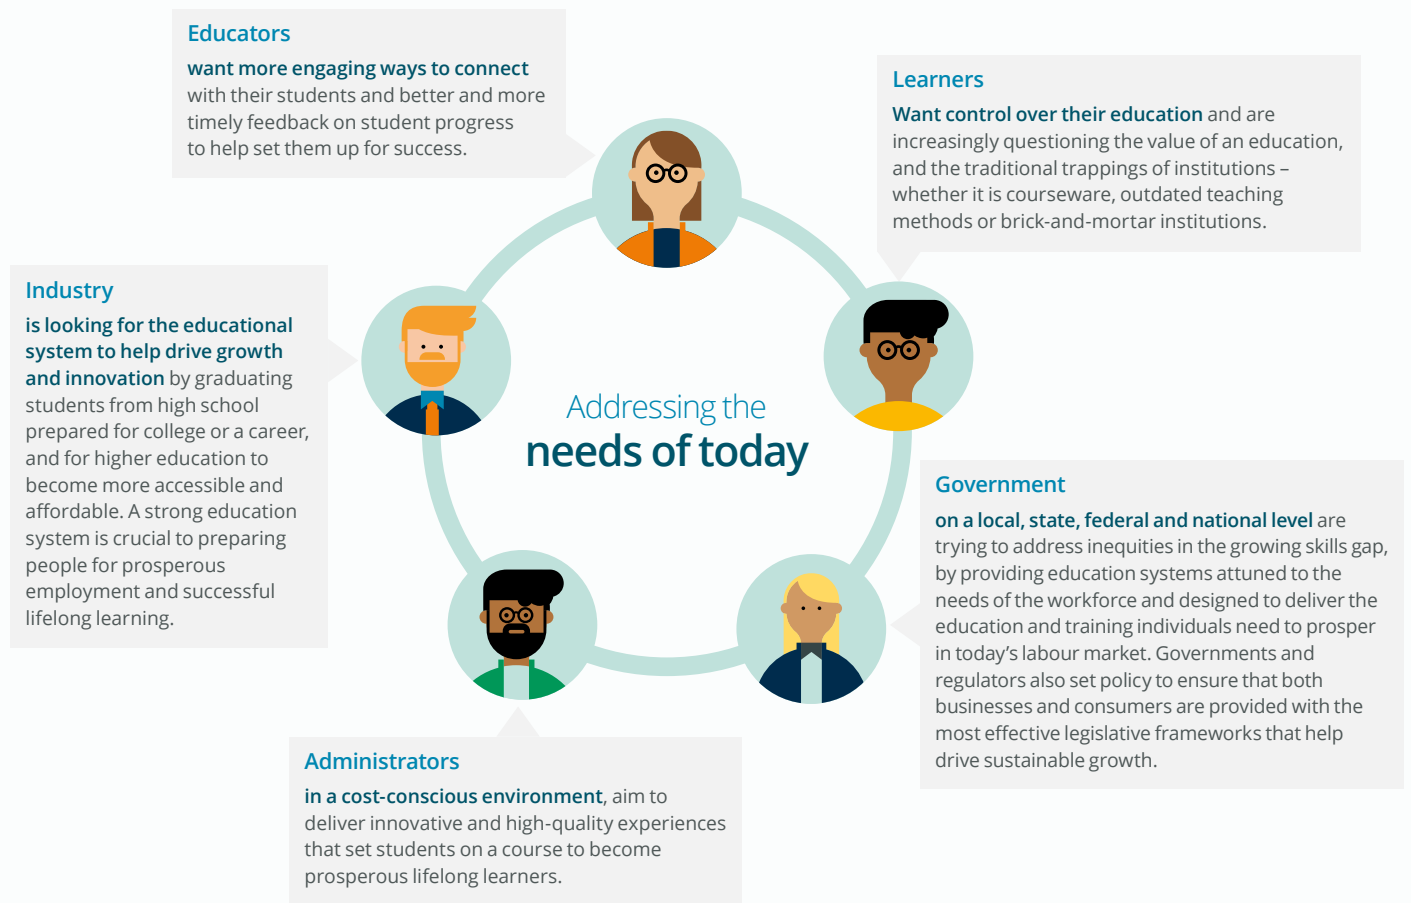 Educators
want more engaging ways to connect
with their students and better and more
timely feedback on student progress
to help set them up for success.
Learners
Want control over their education and are
increasingly questioning the value of an education,
and the traditional trappings of institutions –
whether it is courseware, outdated teaching
methods or brick-and-mortar institutions.
Industry
is looking for the educational
system to help drive growth
and innovation by graduating
students from high school
prepared for college or a career,
and for higher education to
become more accessible and
affordable. A strong education
system is crucial to preparing
people for prosperous
employment and successful
lifelong learning.
Addressing the
needs of today
Government
on a local, state, federal and national level are
trying to address inequities in the growing skills gap,
by providing education systems attuned to the
needs of the workforce and designed to deliver the
education and training individuals need to prosper
in today’s labour market. Governments and
regulators also set policy to ensure that both
businesses and consumers are provided with the
most effective legislative frameworks that help
drive sustainable growth.
Administrators
in a cost-conscious environment, aim to
deliver innovative and high-quality experiences
that set students on a course to become
prosperous lifelong learners.